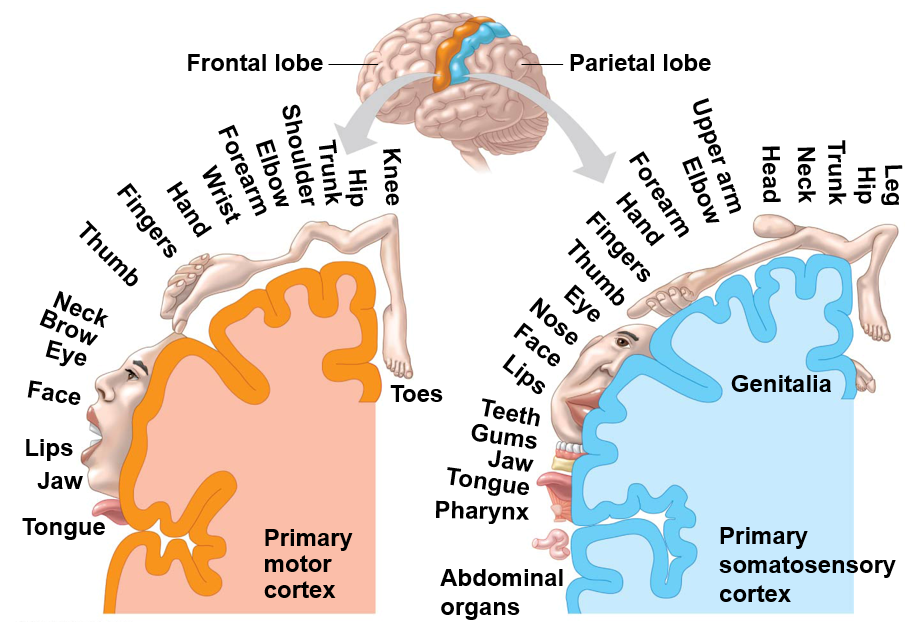 Frontal lobe
Parietal lobe
Tongue
Jaw
Lips
Face
Eye
Brow
Neck
Thumb
Fingers
Hand
Wrist
Forearm
Elbow
Shoulder
Trunk
Hip
Knee
Toes
Primary
motor
cortex
Leg
Hip
Trunk
Neck
Head
Upper arm
Elbow
Forearm
Hand
Fingers
Thumb
Eye
Nose
Face
Lips
Teeth
Gums
Jaw
Tongue
Pharynx
Abdominal
organs
Genitalia
Primary
somatosensory
cortex